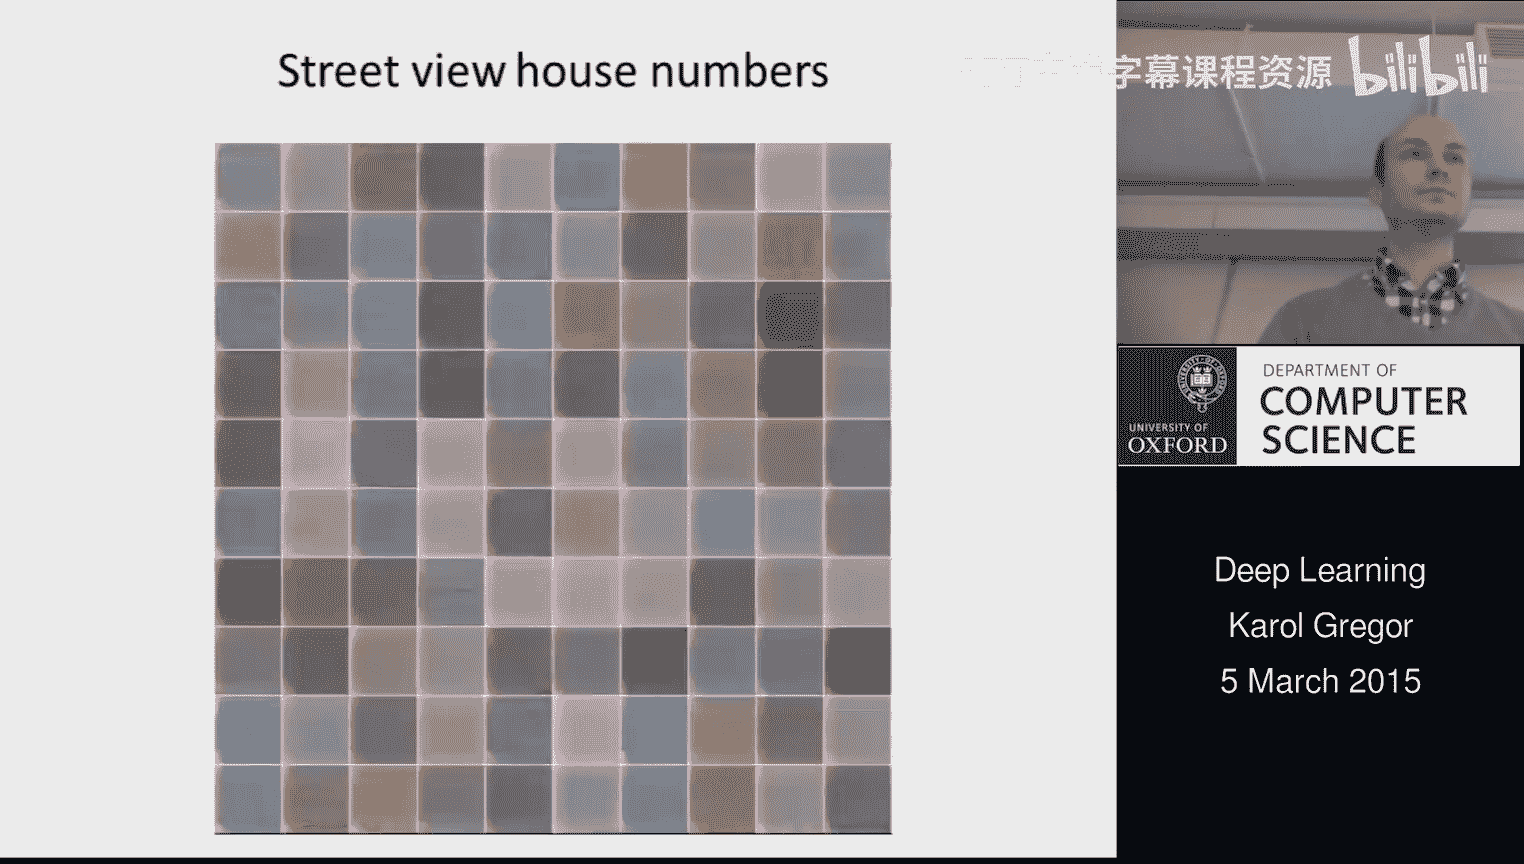 Street view house numbers
字幕课程资源
bilibili
UNIVERSITY OF
OXFORD
DEPARTMENT OF
COMPUTER
SCIENCE
Deep Learning
Karol Gregor
5 March 2015